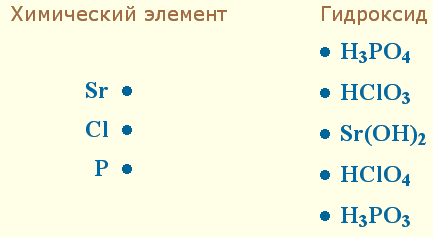 Химический элемент Гидроксид
H₃PO₄
Sr
HClO₃
Cl
Sr(OH)₂
P
HClO₄
H₃PO₃